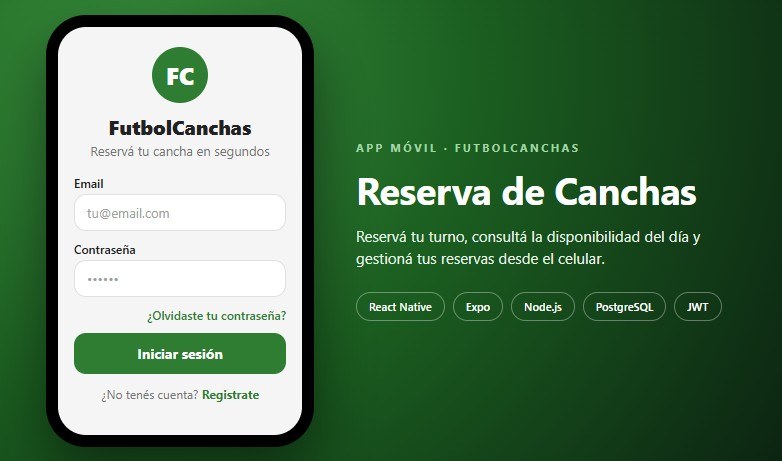 FC
FutbolCanchas
Reservá tu cancha en segundos
Email
tu@email.com
Contraseña
••••••
¿Olvidaste tu contraseña?
Iniciar sesión
¿No tenés cuenta? Registrate
APP MÓVIL · FUTBOLCANCHAS
Reserva de Canchas
Reservá tu turno, consultá la disponibilidad del día y
gestioná tus reservas desde el celular.
React Native
Expo
Node.js
PostgreSQL
JWT